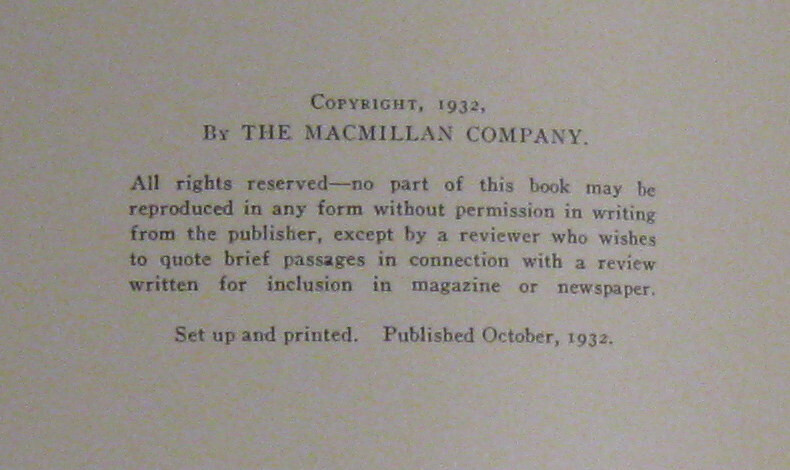 COPYRIGHT, 1932,
BY THE MACMILLAN COMPANY.
All rights reserved—no part of this book may be
reproduced in any form without permission in writing
from the publisher, except by a reviewer who wishes
to quote brief passages in connection with a review
written for inclusion in magazine or newspaper.
Set up and printed. Published October, 1932.